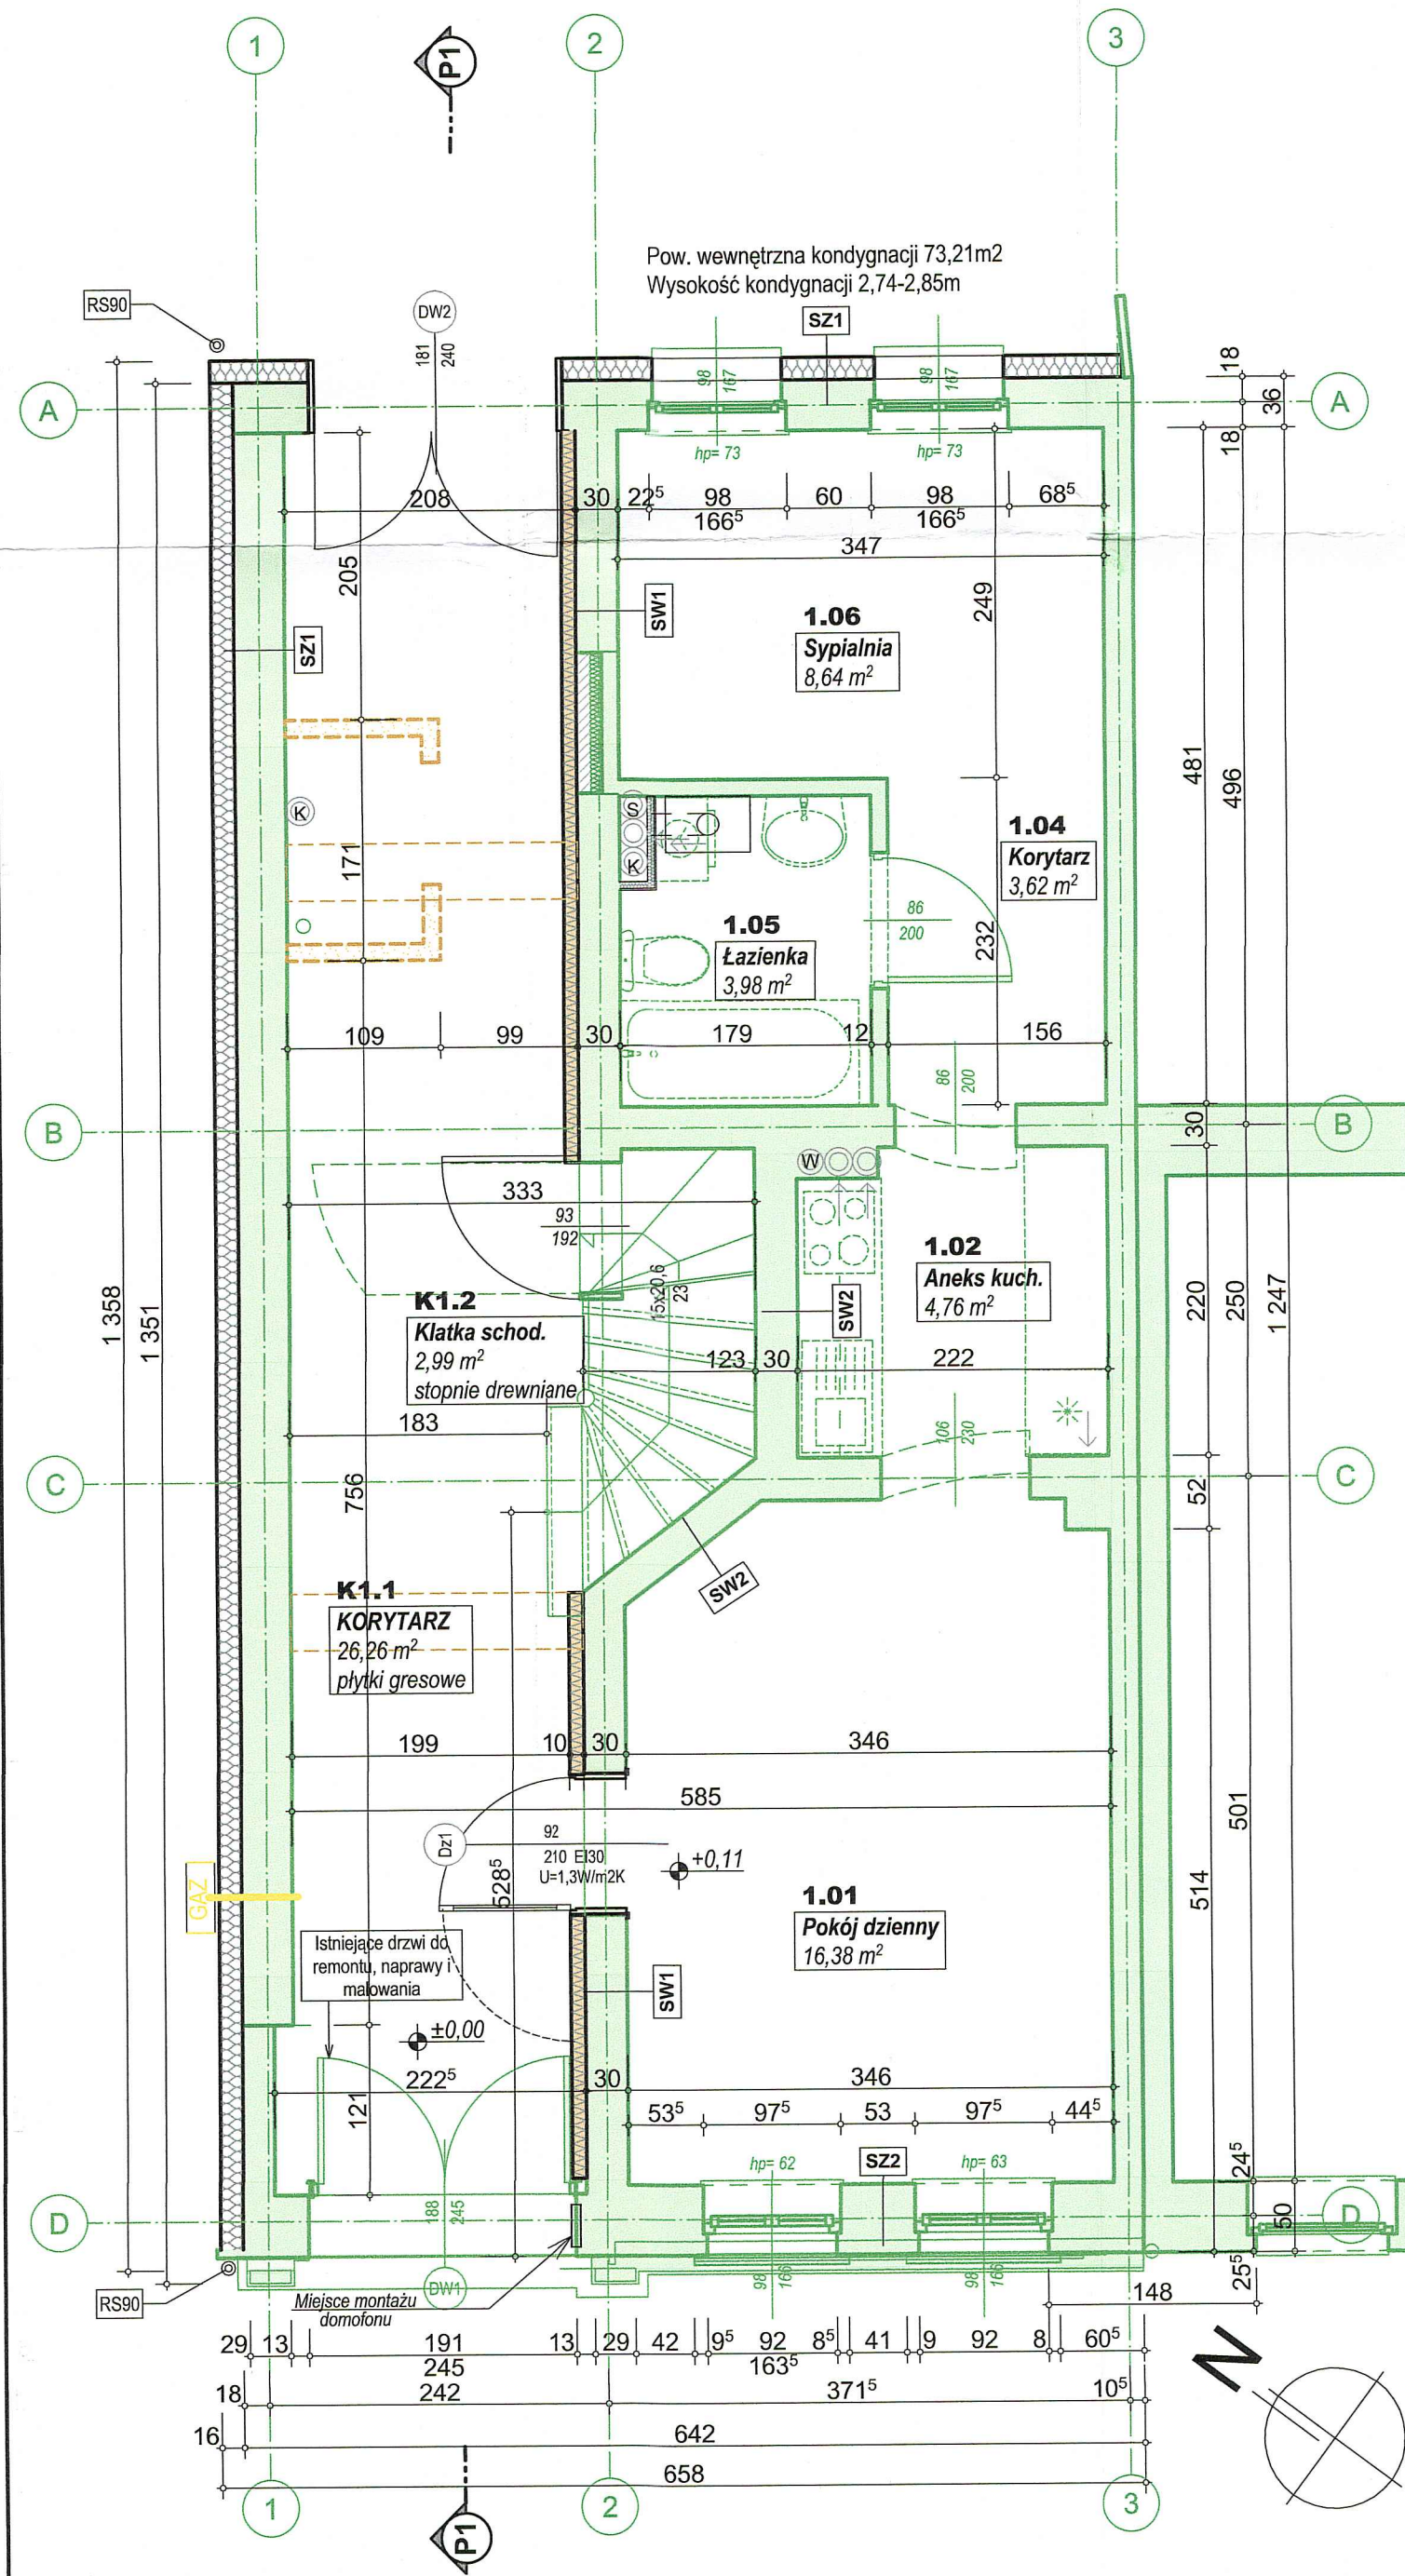 1
2
3
P1
Pow. wewnętrzna kondygnacji 73,21m2
Wysokość kondygnacji 2,74-2,85m
RS90
DW2
181
240
SZ1
98
167
98
167
18
36
18
A
A
hp= 73
hp= 73
208
30
22⁵
98
60
98
68⁵
166⁵
166⁵
347
205
249
SW1
SZ1
1.06
Sypialnia
8,64 m²
481
496
K
S
K
171
1.04
Korytarz
3,62 m²
86
200
1.05
Łazienka
3,98 m²
232
109
99
30
179
12
156
86
200
B
B
30
W
333
93
192
15x20,6
23
1.02
Aneks kuch.
4,76 m²
SW2
K1.2
Klatka schod.
2,99 m²
stopnie drewniane
1 358
1 351
220
250
1 247
123
30
222
183
106
230
C
C
52
756
SW2
K1.1
KORYTARZ
26,26 m²
płytki gresowe
199
10
30
346
585
501
514
Dz1
92
210 EI30
U=1,3W/m2K
+0,11
528⁵
GAZ
1.01
Pokój dzienny
16,38 m²
Istniejące drzwi do
remontu, naprawy i
malowania
SW1
±0,00
222⁵
30
346
121
53⁵
97⁵
53
97⁵
44⁵
hp= 62
SZ2
hp= 63
24⁵
188
245
D
D
50
98
166
98
166
25⁵
DW1
RS90
Miejsce montażu
domofonu
148
29
13
191
13
29
42
9⁵
92
8⁵
41
9
92
8
60⁵
245
163⁵
18
242
371⁵
10⁵
16
642
658
N
1
2
3
P1